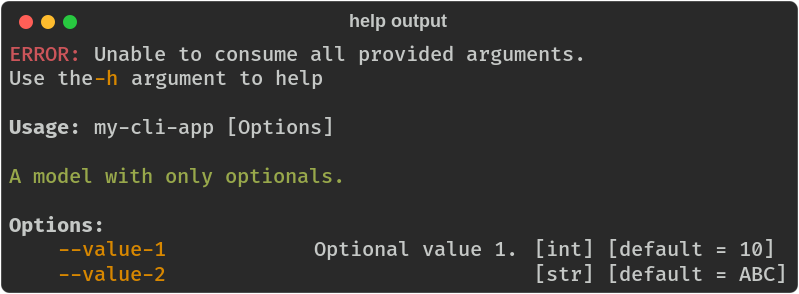 help output
ERROR: Unable to consume all provided arguments.
Use the-h argument to help
Usage: my-cli-app [Options]
A model with only optionals.
Options:
--value-1 Optional value 1. [int] [default = 10]
--value-2 [str] [default = ABC]